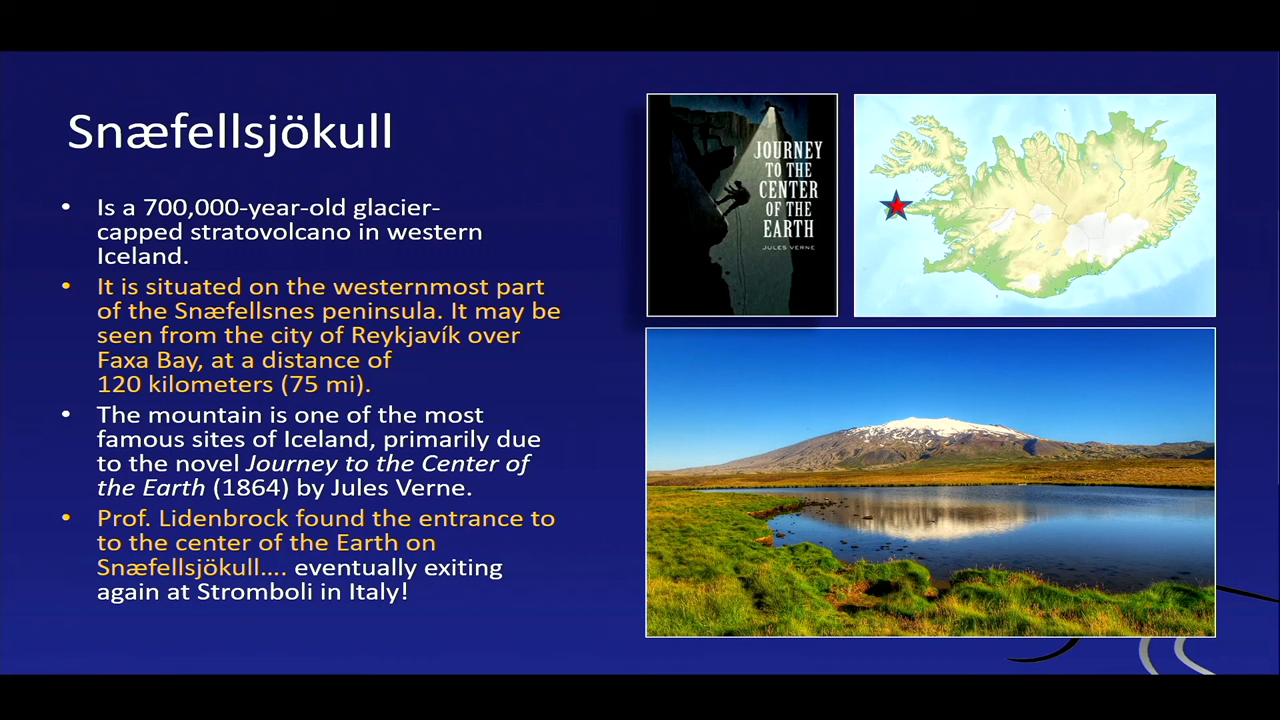 Snæfellsjökull
• Is a 700,000-year-old glacier-
capped stratovolcano in western
Iceland.
• It is situated on the westernmost part
of the Snæfellsnes peninsula. It may be
seen from the city of Reykjavík over
Faxa Bay, at a distance of
120 kilometers (75 mi).
• The mountain is one of the most
famous sites of Iceland, primarily due
to the novel Journey to the Center of
the Earth (1864) by Jules Verne.
• Prof. Lidenbrock found the entrance to
to the center of the Earth on
Snæfellsjökull.... eventually exiting
again at Stromboli in Italy!
JOURNEY
TO THE
CENTER
OF THE
EARTH
JULES VERNE